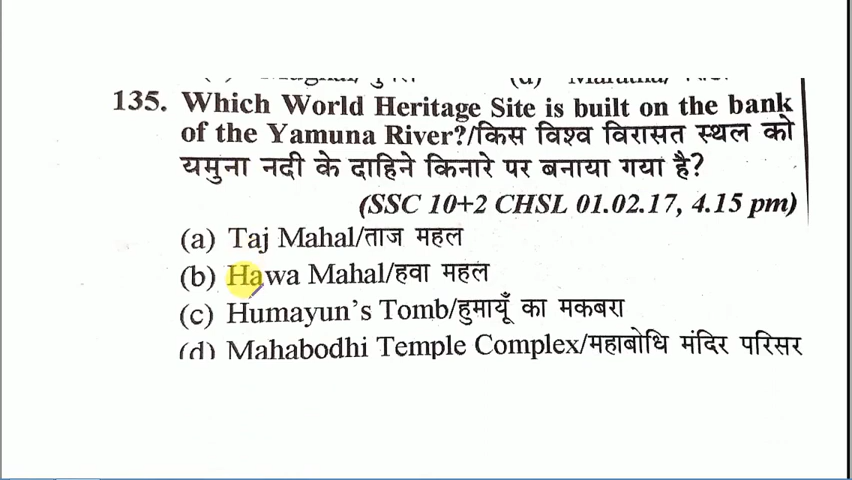 135. Which World Heritage Site is built on the bank
of the Yamuna River?/किस विश्व विरासत स्थल को
यमुना नदी के दाहिने किनारे पर बनाया गया है?
(SSC 10+2 CHSL 01.02.17, 4.15 pm)
(a) Taj Mahal/ताज महल
(b) Hawa Mahal/हवा महल
(c) Humayun's Tomb/हुमायूँ का मकबरा
(d) Mahabodhi Temple Complex/महाबोधि मंदिर परिसर